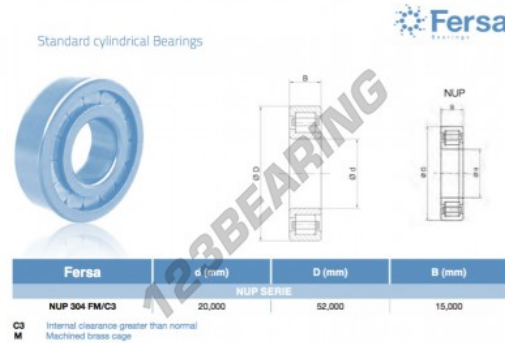 Fersa
Bearings
Standard cylindrical Bearings
B
Ø D
Ø d
NUP
B
Ø D
Ø d
123BEARING
Fersa d (mm) D (mm) B (mm)
NUP SERIE
NUP 304 FM/C3 20,000 52,000 15,000
C3 Internal clearance greater than normal
M Machined brass cage